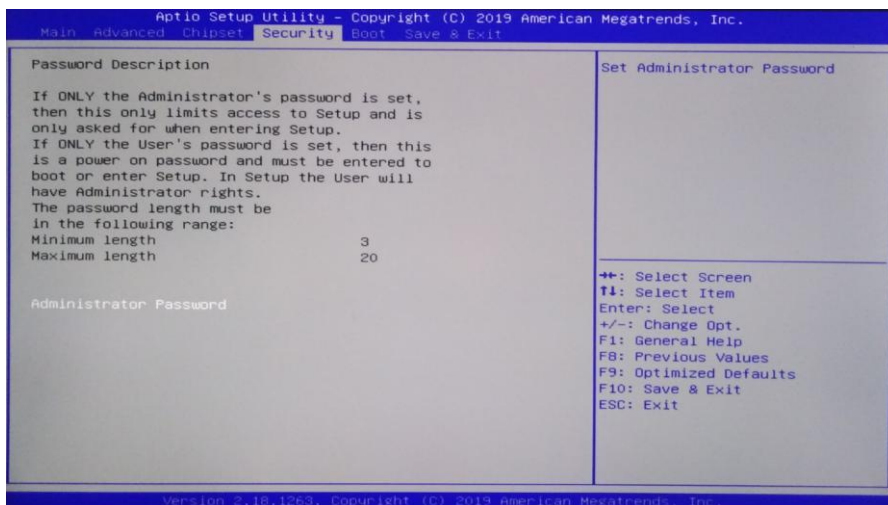 Aptio Setup Utility – Copyright (C) 2019 American Megatrends, Inc.
Main Advanced Chipset Security Boot Save & Exit
Password Description
If ONLY the Administrator's password is set,
then this only limits access to Setup and is
only asked for when entering Setup.
If ONLY the User's password is set, then this
is a power on password and must be entered to
boot or enter Setup. In Setup the User will
have Administrator rights.
The password length must be
in the following range:
Minimum length 3
Maximum length 20
Administrator Password
Set Administrator Password
→←: Select Screen
↑↓: Select Item
Enter: Select
+/-: Change Opt.
F1: General Help
F8: Previous Values
F9: Optimized Defaults
F10: Save & Exit
ESC: Exit
Version 2.18.1263. Copyright (C) 2019 American Megatrends, Inc.